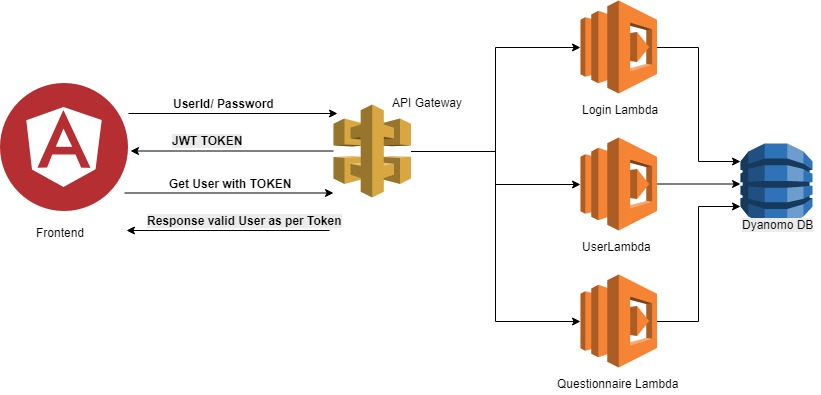 UserId/ Password
API Gateway
JWT TOKEN
Get User with TOKEN
Response valid User as per Token
Frontend
Login Lambda
UserLambda
Questionnaire Lambda
Dyanomo DB
A